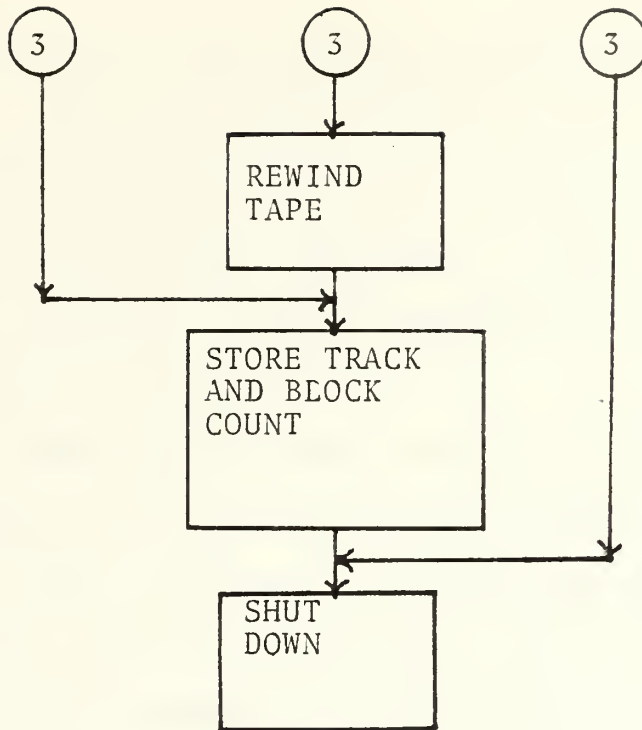 3
3
3
REWIND
TAPE
STORE TRACK
AND BLOCK
COUNT
SHUT
DOWN